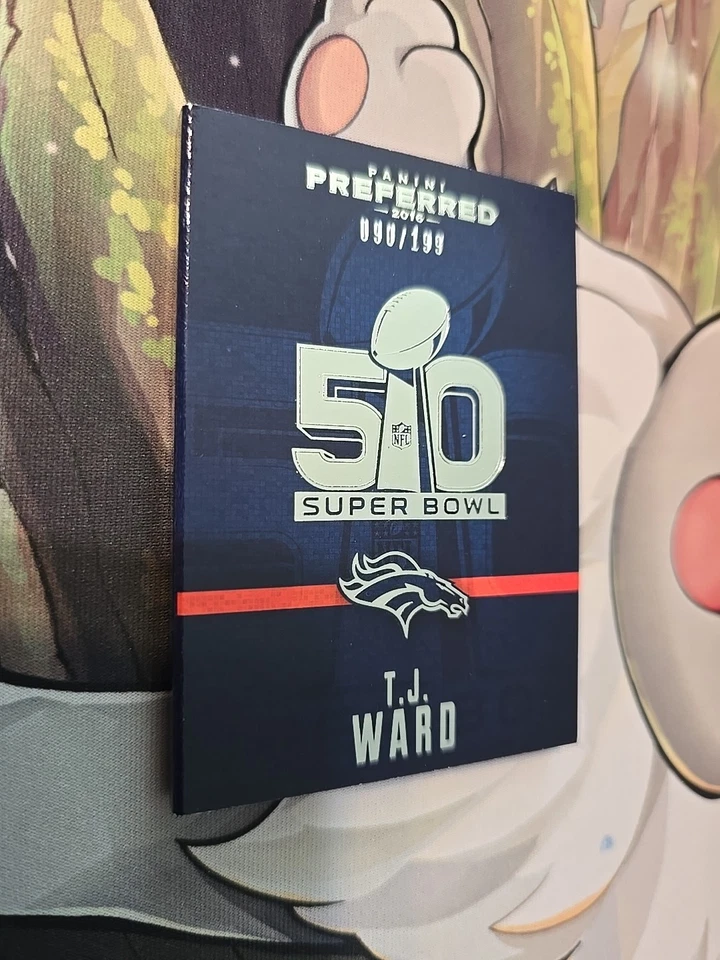 PANINI
PREFERRED
2016
090/199
50
NFL
SUPER BOWL
T.J.
WARD